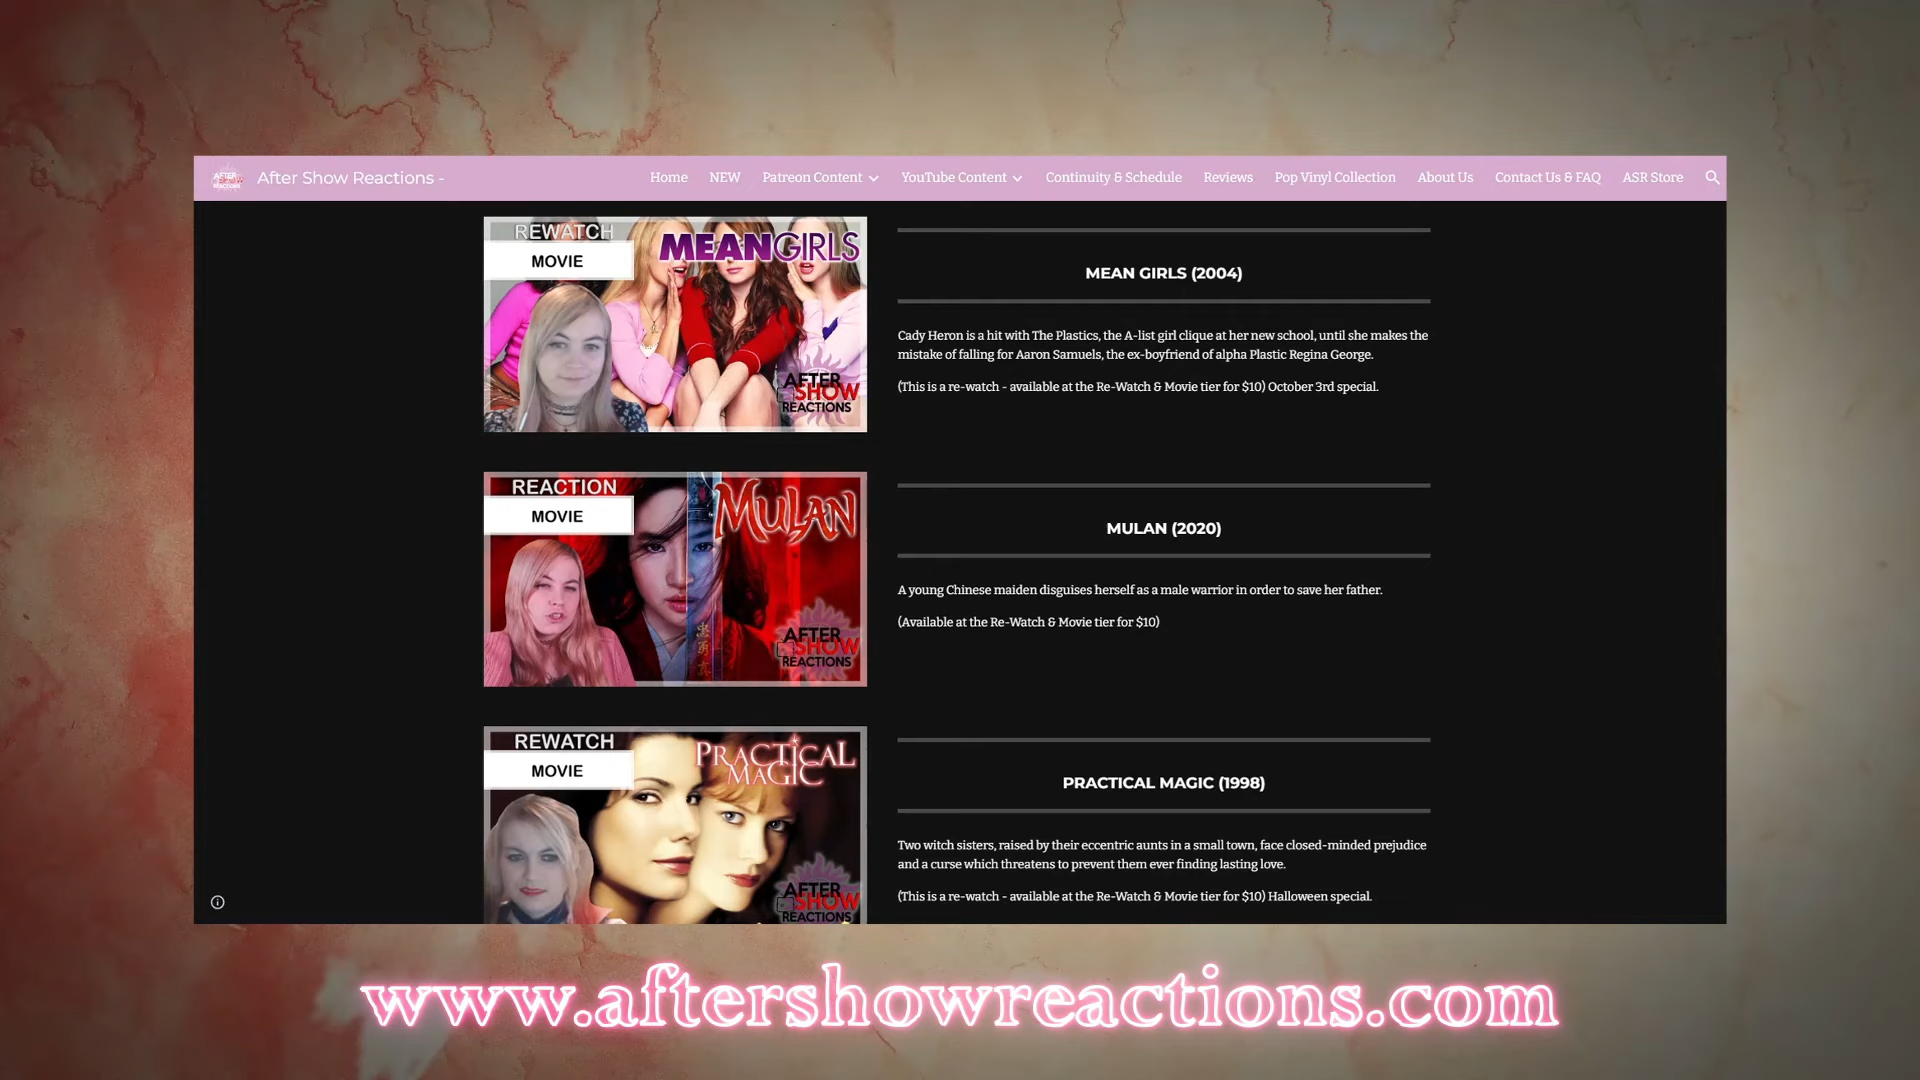 AFTER
SHOW
REACTIONS
After Show Reactions -
Home
NEW
Patreon Content
YouTube Content
Continuity & Schedule
Reviews
Pop Vinyl Collection
About Us
Contact Us & FAQ
ASR Store
REWATCH
MOVIE
MEAN GIRLS
AFTER
SHOW
REACTIONS
MEAN GIRLS (2004)
Cady Heron is a hit with The Plastics, the A-list girl clique at her new school, until she makes the
mistake of falling for Aaron Samuels, the ex-boyfriend of alpha Plastic Regina George.
(This is a re-watch - available at the Re-Watch & Movie tier for $10) October 3rd special.
REACTION
MOVIE
MULAN
忠勇真
AFTER
SHOW
REACTIONS
MULAN (2020)
A young Chinese maiden disguises herself as a male warrior in order to save her father.
(Available at the Re-Watch & Movie tier for $10)
REWATCH
MOVIE
PRACTICAL
MAGIC
AFTER
SHOW
REACTIONS
PRACTICAL MAGIC (1998)
Two witch sisters, raised by their eccentric aunts in a small town, face closed-minded prejudice
and a curse which threatens to prevent them ever finding lasting love.
(This is a re-watch - available at the Re-Watch & Movie tier for $10) Halloween special.
www.aftershowreactions.com